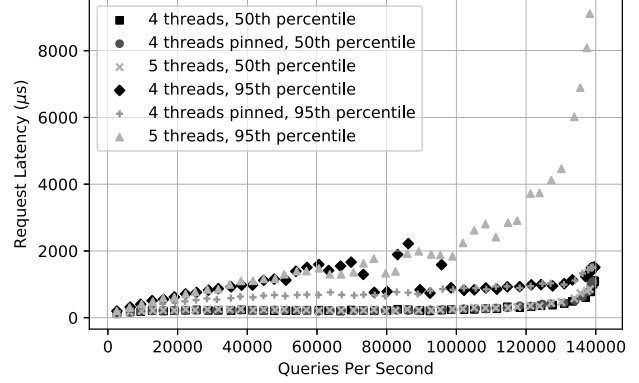 4 threads, 50th percentile
4 threads pinned, 50th percentile
5 threads, 50th percentile
4 threads, 95th percentile
4 threads pinned, 95th percentile
5 threads, 95th percentile
Request Latency (μs)
8000
6000
4000
2000
0
0 20000 40000 60000 80000 100000 120000 140000
Queries Per Second